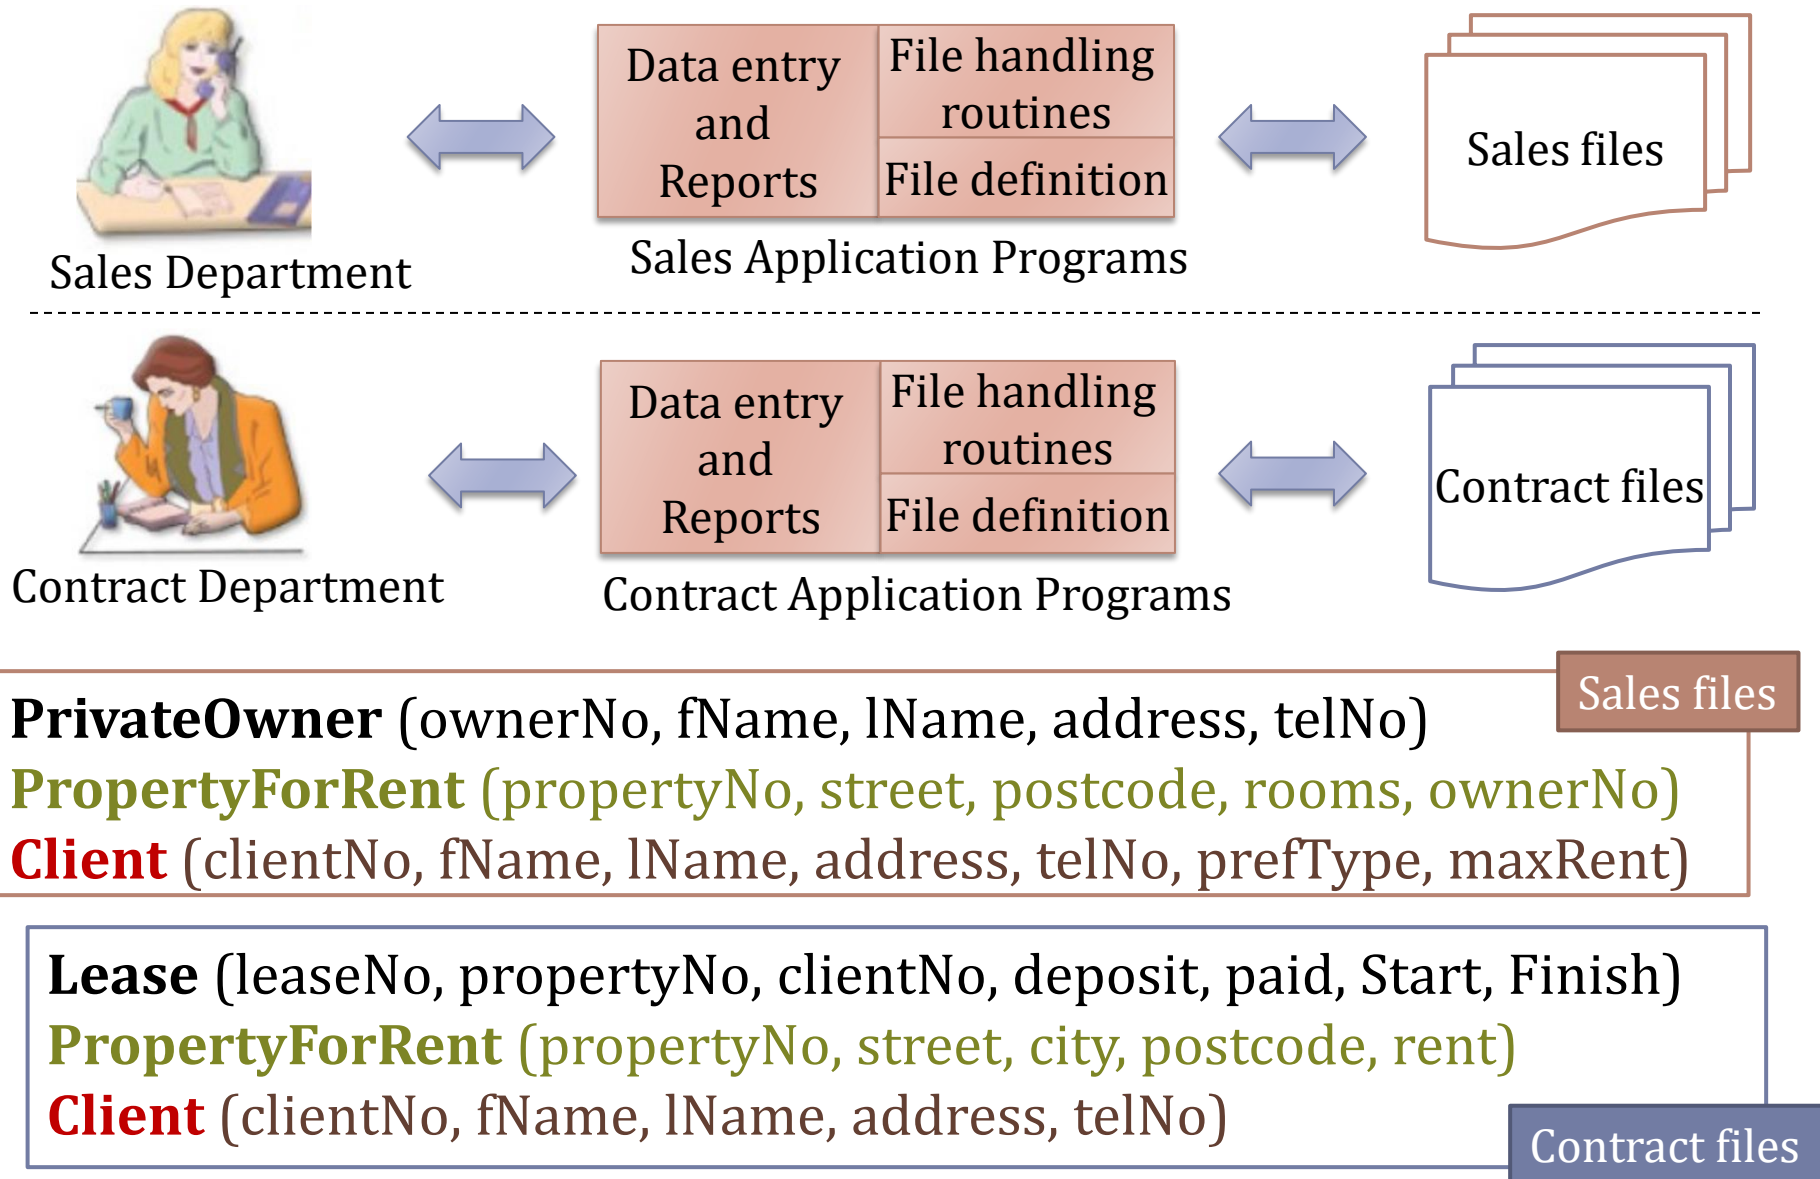 Data entry
and
Reports
File handling
routines
File definition
Sales files
Sales Department
Sales Application Programs
Data entry
and
Reports
File handling
routines
File definition
Contract files
Contract Department
Contract Application Programs
Sales files
PrivateOwner (ownerNo, fName, lName, address, telNo)
PropertyForRent (propertyNo, street, postcode, rooms, ownerNo)
Client (clientNo, fName, lName, address, telNo, prefType, maxRent)
Lease (leaseNo, propertyNo, clientNo, deposit, paid, Start, Finish)
PropertyForRent (propertyNo, street, city, postcode, rent)
Client (clientNo, fName, lName, address, telNo)
Contract files